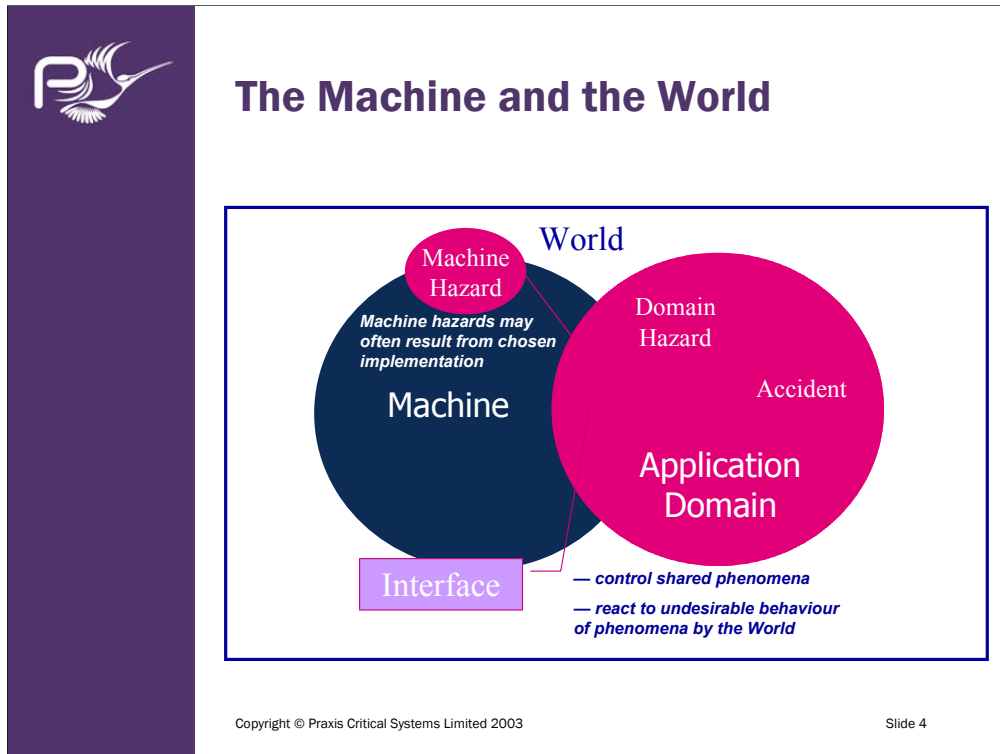 P
The Machine and the World
World
Machine
Hazard
Machine hazards may
often result from chosen
implementation
Machine
Domain
Hazard
Accident
Application
Domain
Interface
— control shared phenomena
— react to undesirable behaviour
of phenomena by the World
Copyright © Praxis Critical Systems Limited 2003
Slide 4